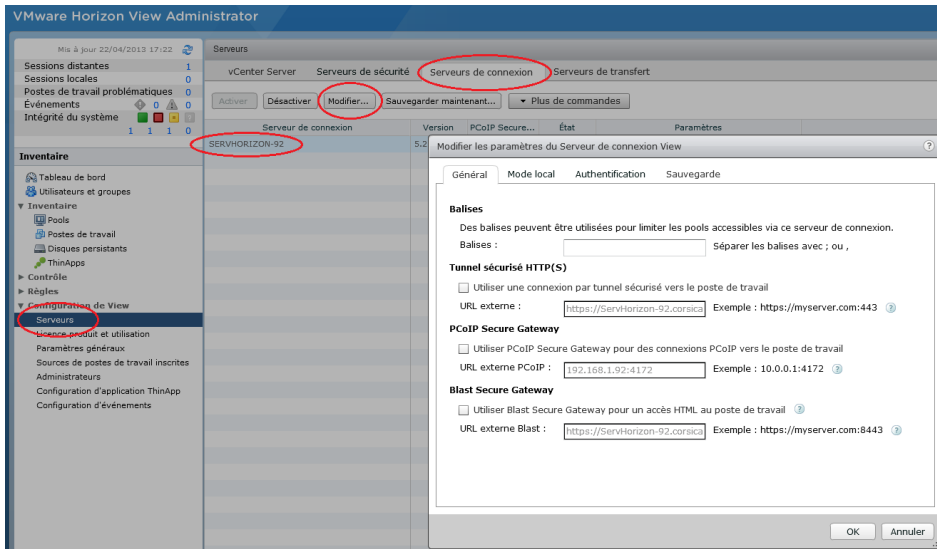 VMware Horizon View Administrator
Mis à jour 22/04/2013 17:22
Sessions distantes 1
Sessions locales 0
Postes de travail problématiques 0
Événements 0 0
Intégrité du système
1 1 1 0
Inventaire
Tableau de bord
Utilisateurs et groupes
Inventaire
Pools
Postes de travail
Disques persistants
ThinApps
Contrôle
Règles
Configuration de View
Serveurs
Licence produit et utilisation
Paramètres généraux
Sources de postes de travail inscrites
Administrateurs
Configuration d'application ThinApp
Configuration d'événements
Serveurs
vCenter Server Serveurs de sécurité Serveurs de connexion Serveurs de transfert
Activer Désactiver Modifier... Sauvegarder maintenant... Plus de commandes
Serveur de connexion Version PCoIP Secure... État Paramètres
SERVHORIZON-92 5.2
Modifier les paramètres du Serveur de connexion View ?
Général Mode local Authentification Sauvegarde
Balises
Des balises peuvent être utilisées pour limiter les pools accessibles via ce serveur de connexion.
Balises : Séparer les balises avec ; ou ,
Tunnel sécurisé HTTP(S)
Utiliser une connexion par tunnel sécurisé vers le poste de travail
URL externe : https://ServHorizon-92.corsica Exemple : https://myserver.com:443 ?
PCoIP Secure Gateway
Utiliser PCoIP Secure Gateway pour des connexions PCoIP vers le poste de travail
URL externe PCoIP : 192.168.1.92:4172 Exemple : 10.0.0.1:4172 ?
Blast Secure Gateway
Utiliser Blast Secure Gateway pour un accès HTML au poste de travail ?
URL externe Blast : https://ServHorizon-92.corsica Exemple : https://myserver.com:8443 ?
OK Annuler